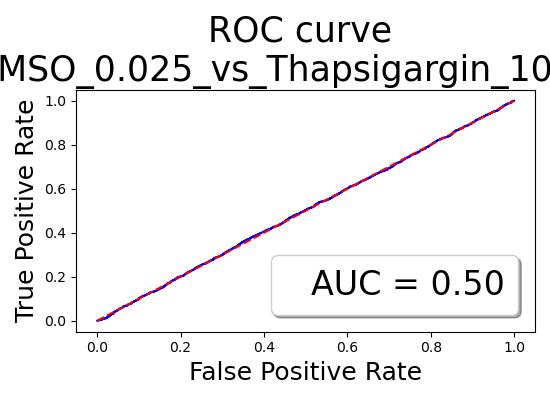 ROC curve
MSO_0.025_vs_Thapsigargin_10
1.0
0.8
0.6
0.4
0.2
0.0
True Positive Rate
AUC = 0.50
0.0 0.2 0.4 0.6 0.8 1.0
False Positive Rate